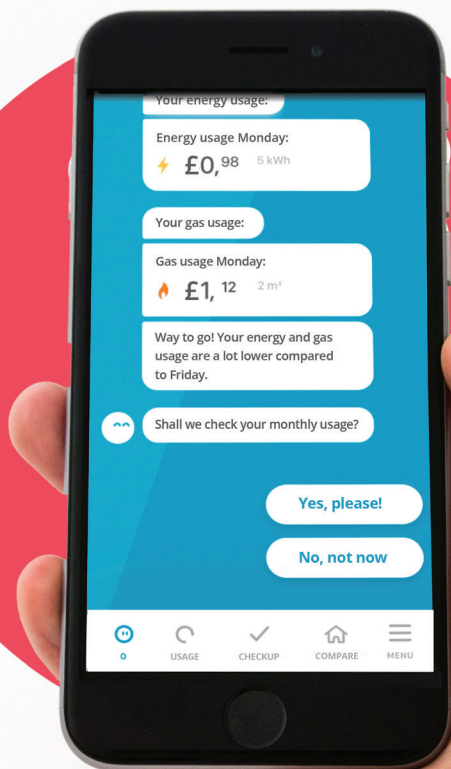 Your energy usage:
Energy usage Monday:
£0,98 5 kWh
Your gas usage:
Gas usage Monday:
£1, 12 2 m³
Way to go! Your energy and gas
usage are a lot lower compared
to Friday.
Shall we check your monthly usage?
Yes, please!
No, not now
0 USAGE CHECKUP COMPARE MENU